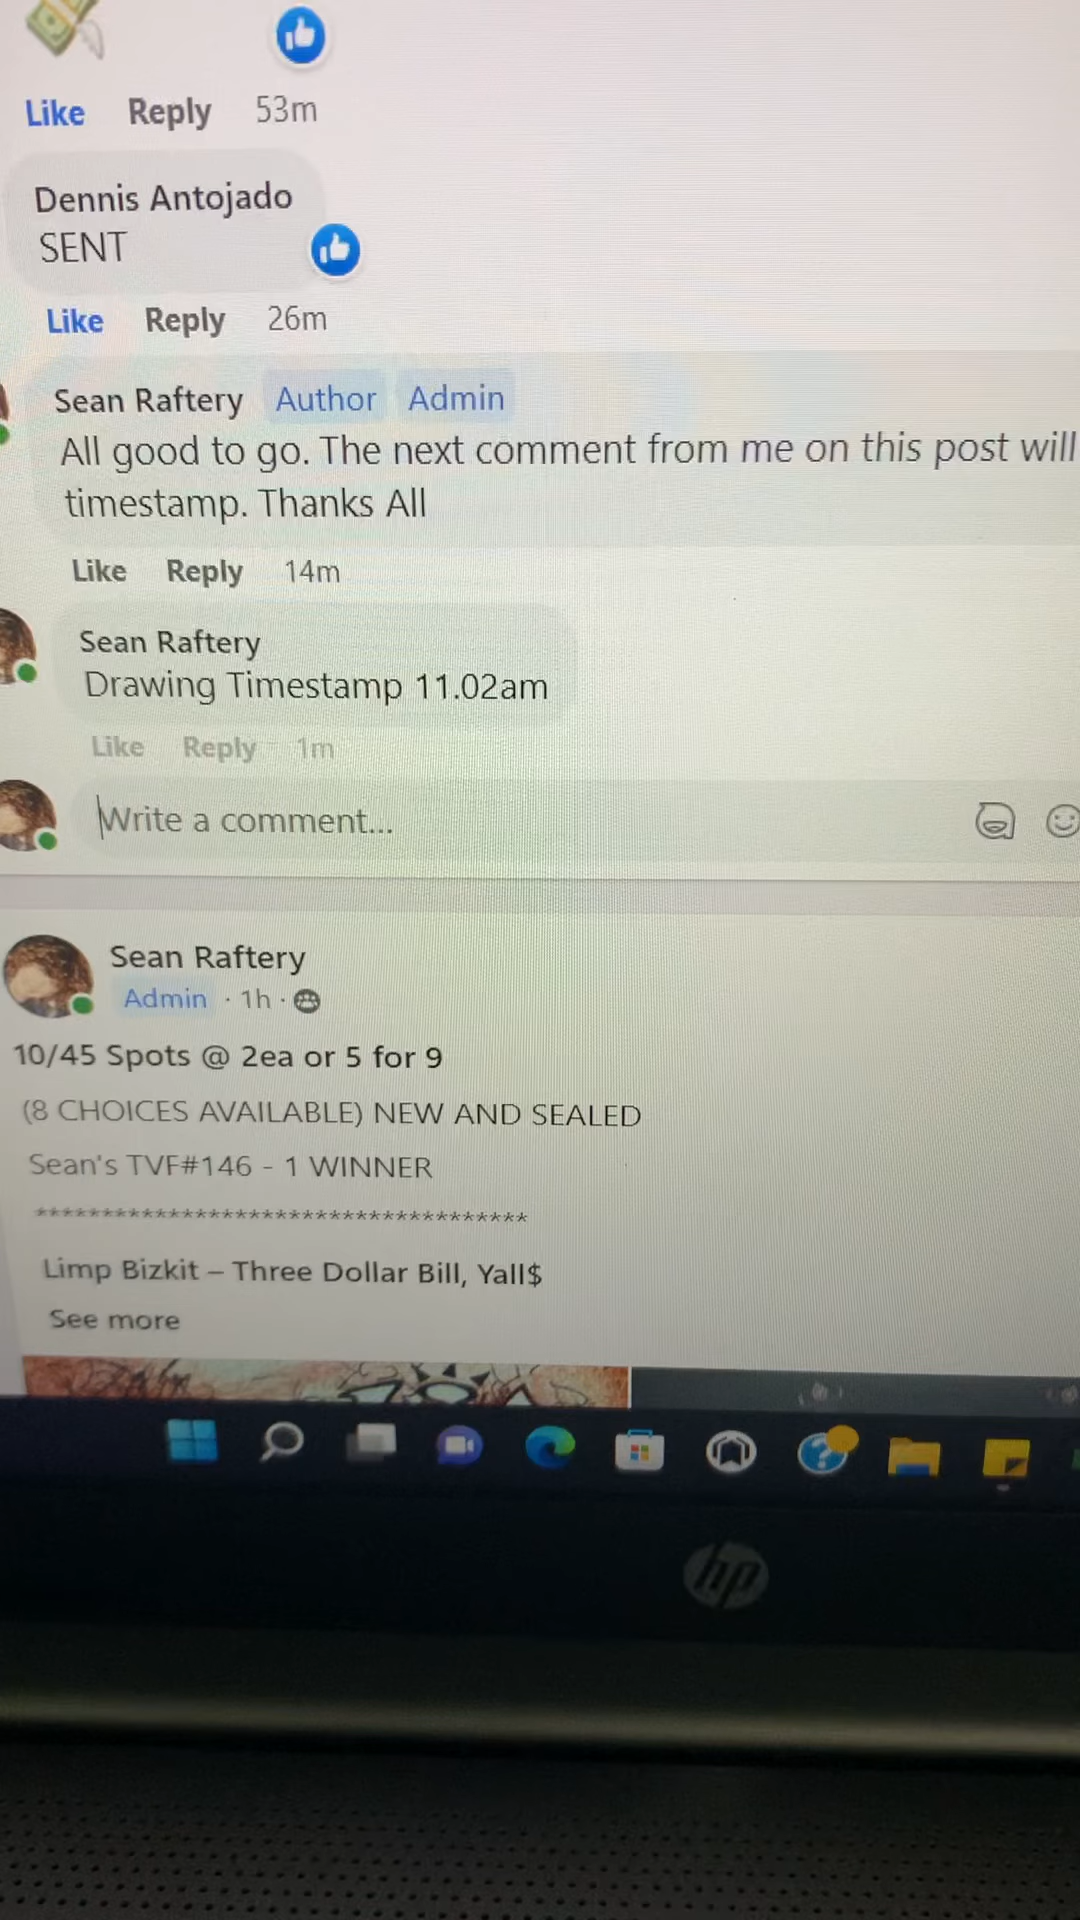 Like Reply 53m
Dennis Antojado
SENT
Like Reply 26m
Sean Raftery Author Admin
All good to go. The next comment from me on this post will
timestamp. Thanks All
Like Reply 14m
Sean Raftery
Drawing Timestamp 11.02am
Like Reply 1m
Write a comment...
Sean Raftery
Admin · 1h ·
10/45 Spots @ 2ea or 5 for 9
(8 CHOICES AVAILABLE) NEW AND SEALED
Sean's TVF#146 - 1 WINNER
*************************************
Limp Bizkit – Three Dollar Bill, Yall$
See more
hp